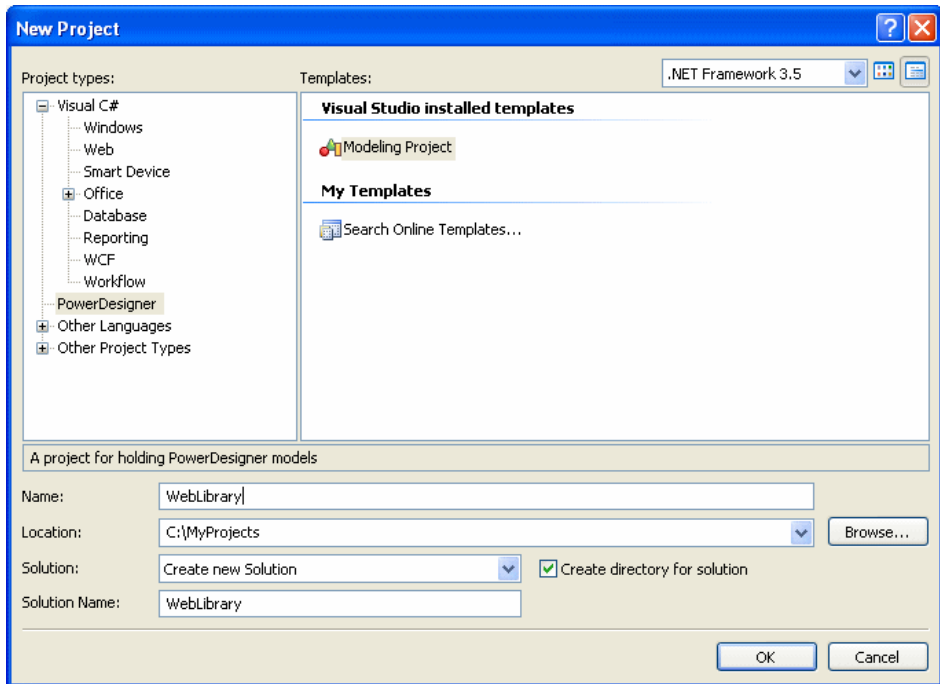 New Project
Project types:
Templates:
.NET Framework 3.5
Visual C#
Windows
Web
Smart Device
Office
Database
Reporting
WCF
Workflow
PowerDesigner
Other Languages
Other Project Types
Visual Studio installed templates
Modeling Project
My Templates
Search Online Templates...
A project for holding PowerDesigner models
Name:
WebLibrary
Location:
C:\MyProjects
Browse...
Solution:
Create new Solution
Create directory for solution
Solution Name:
WebLibrary
OK
Cancel